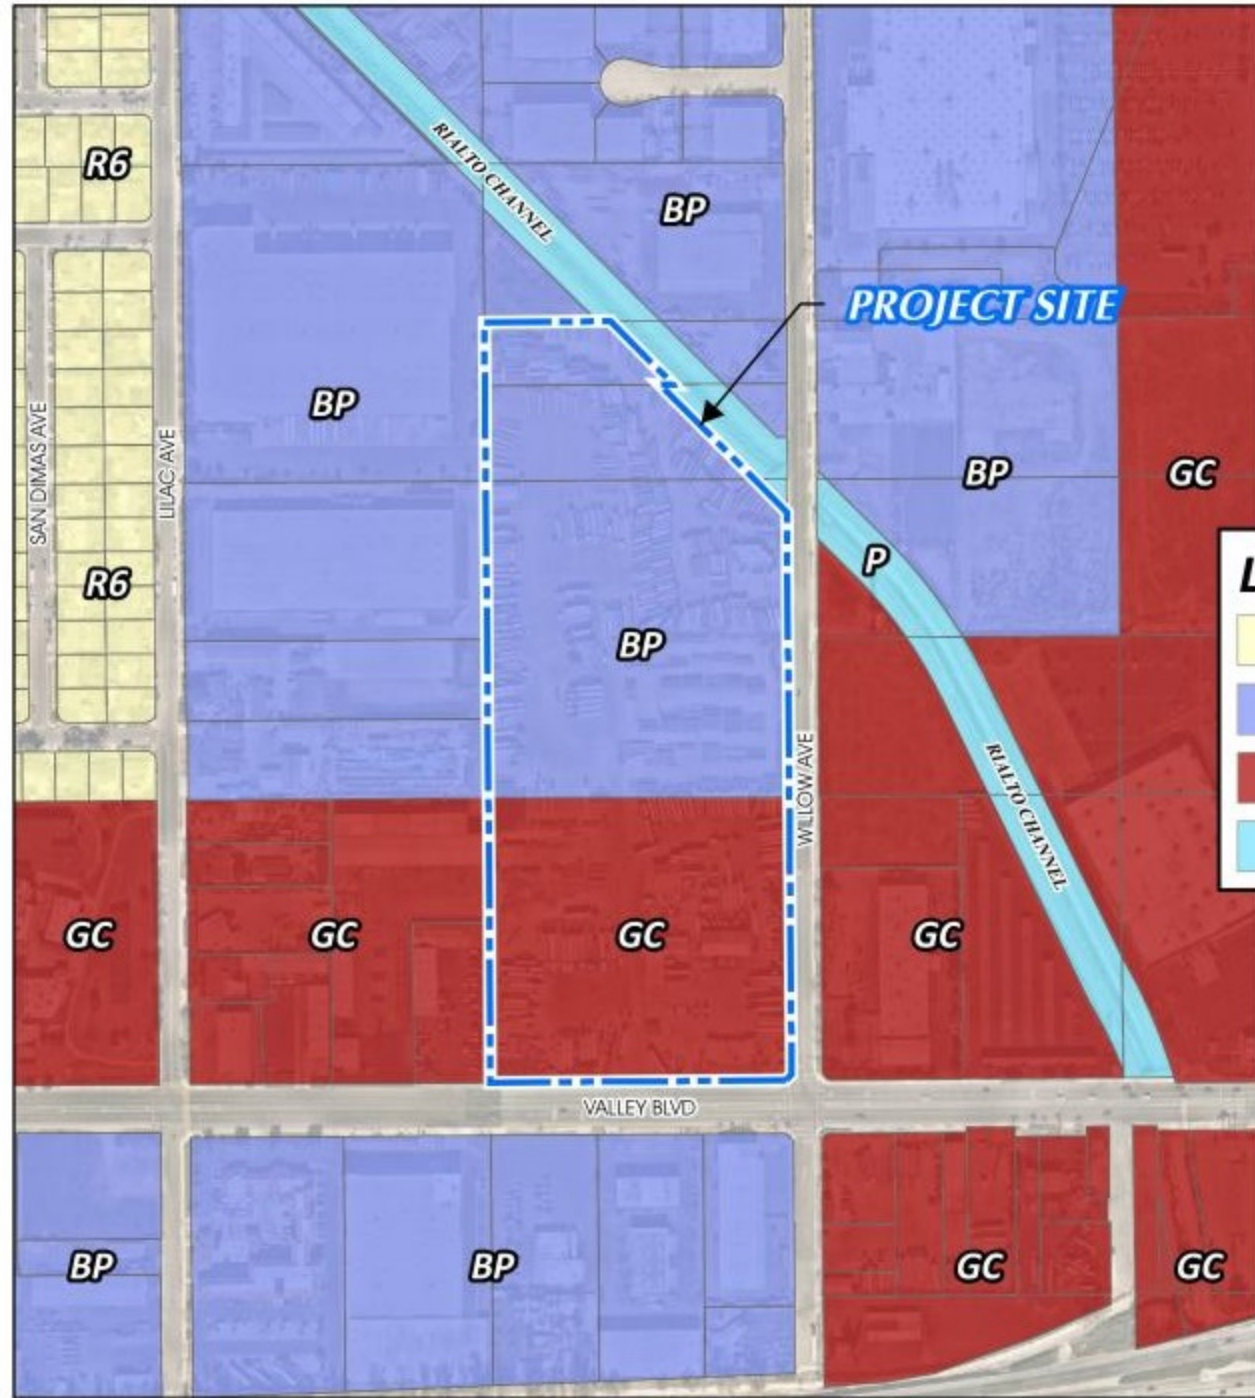 R6
RIALTO CHANNEL
BP
PROJECT SITE
BP
SAN DIMAS AVE
LILAC AVE
BP
GC
P
R6
L
BP
WILLOW AVE
RIALTO CHANNEL
GC
GC
GC
GC
VALLEY BLVD
BP
BP
GC
GC